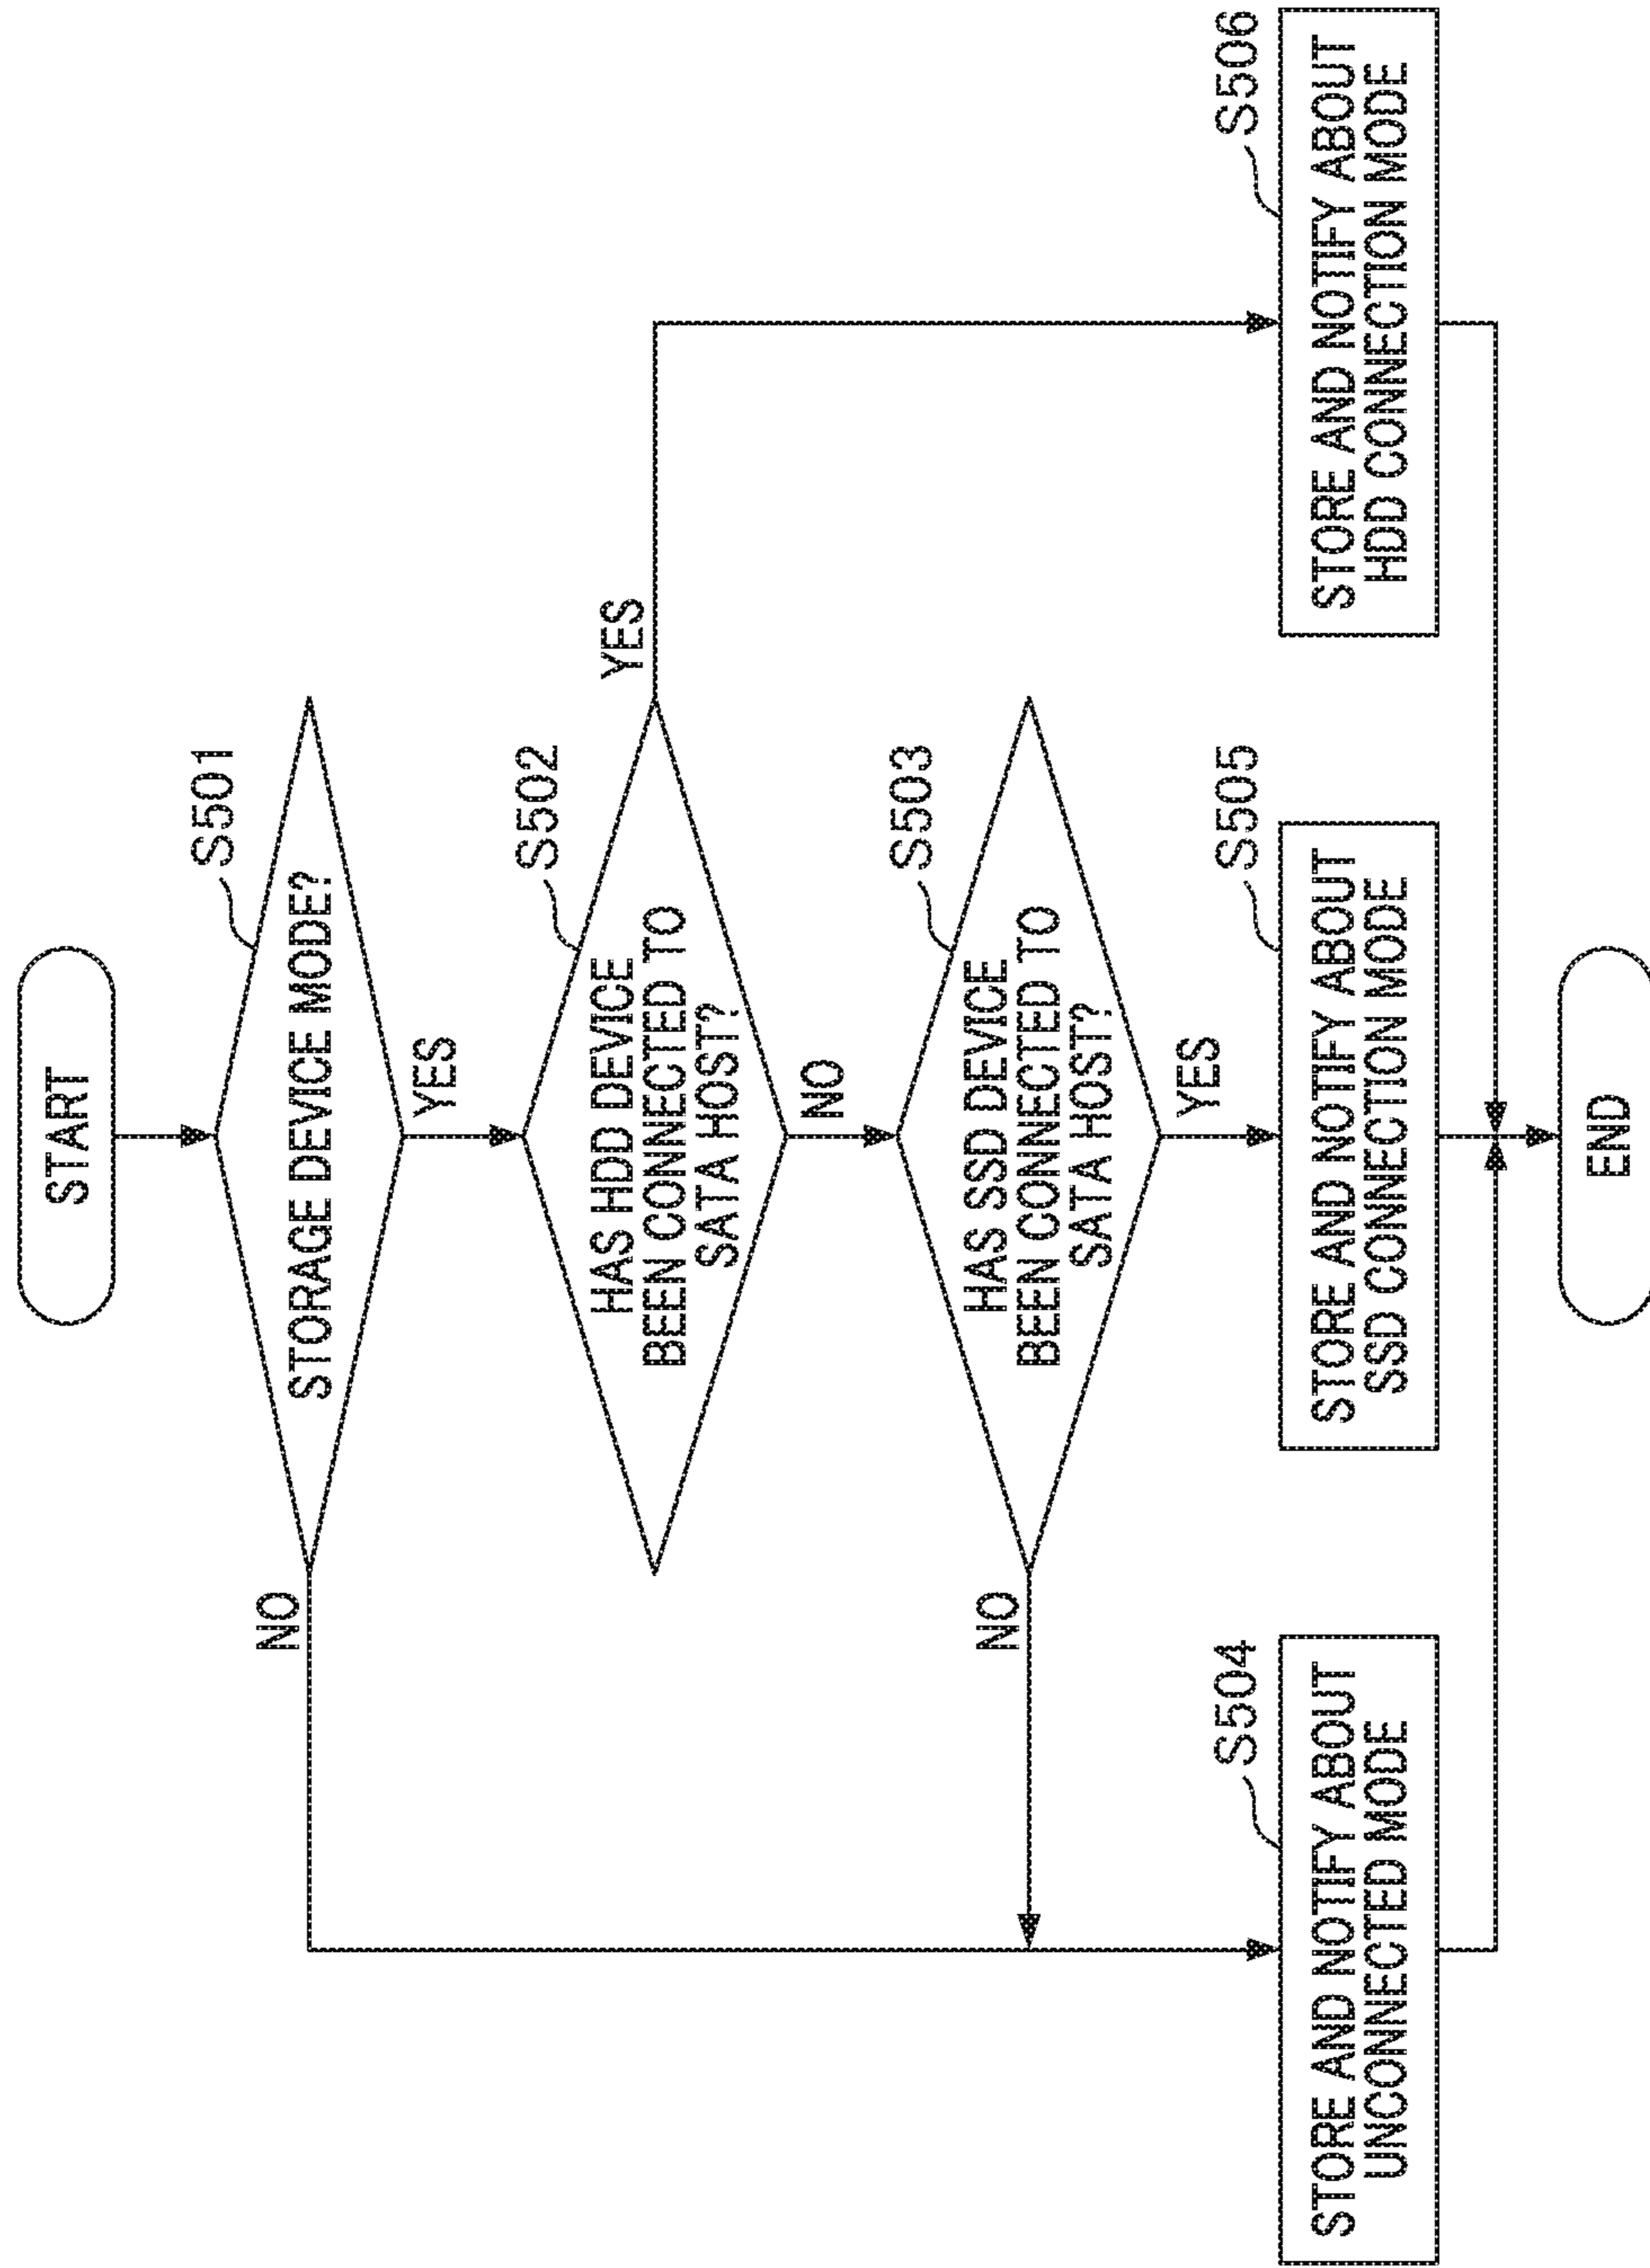 START
S501
STORAGE DEVICE MODE?
NO
YES
S502
HAS HDD DEVICE
BEEN CONNECTED TO
SATA HOST?
YES
NO
S503
HAS SSD DEVICE
BEEN CONNECTED TO
SATA HOST?
NO
YES
S504
STORE AND NOTIFY ABOUT
UNCONNECTED MODE
S505
STORE AND NOTIFY ABOUT
SSD CONNECTION MODE
S506
STORE AND NOTIFY ABOUT
HDD CONNECTION MODE
END